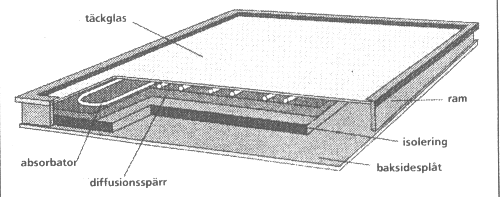 täckglas
ram
isolering
absorbator
baksidesplåt
diffusionsspärr